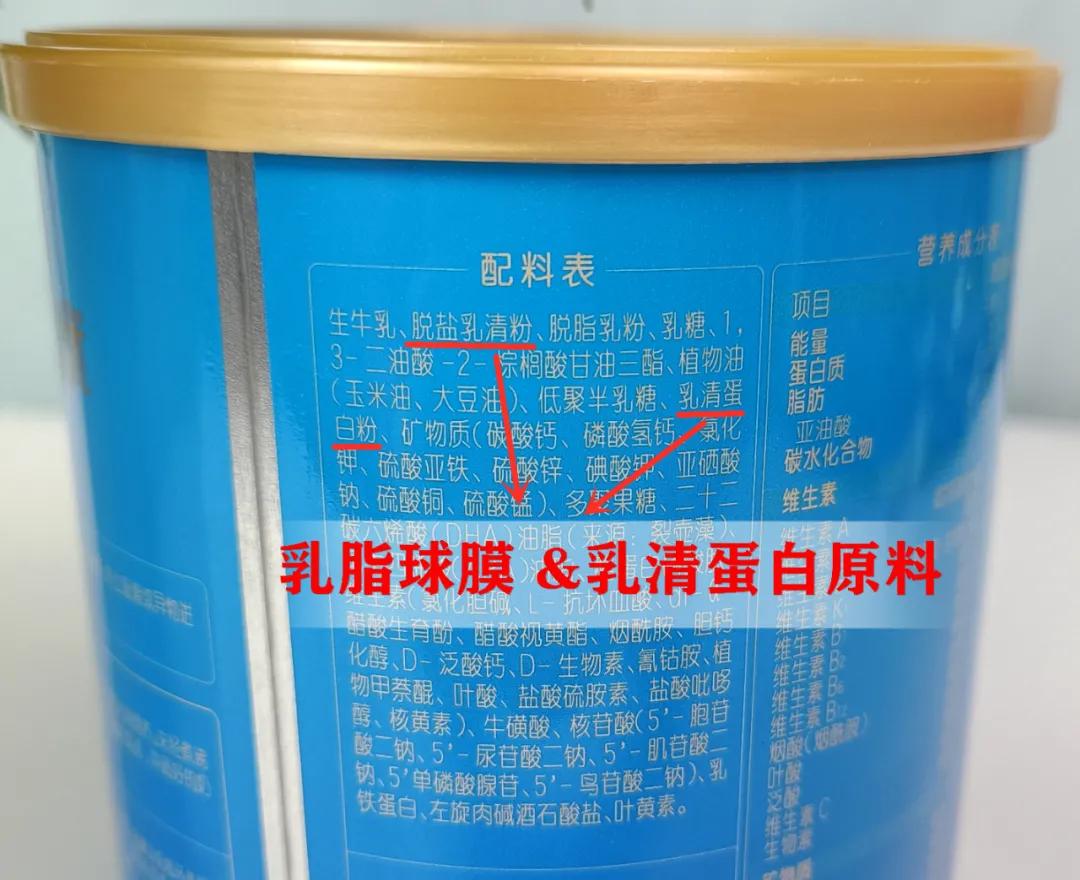 配料表
生牛乳、脱盐乳清粉、脱脂乳粉、乳糖、1,
3-二油酸-2-棕榈酸甘油三酯、植物油
(玉米油、大豆油)、低聚半乳糖、乳清蛋
白粉、矿物质(碳酸钙、磷酸氢钙、氯化
钾、硫酸亚铁、硫酸锌、碘酸钾、亚硒酸
钠、硫酸铜、硫酸锰)、多聚果糖、二十二
碳六烯酸(DHA)油脂(来源:裂壶藻)、
乳脂球膜 &乳清蛋白原料
维生素(氯化胆碱、L-抗坏血酸、dl-α-
醋酸生育酚、醋酸视黄酯、烟酰胺、胆钙
化醇、D-泛酸钙、D-生物素、氰钴胺、植
物甲萘醌、叶酸、盐酸硫胺素、盐酸吡哆
醇、核黄素)、牛磺酸、核苷酸(5'-胞苷
酸二钠、5'-尿苷酸二钠、5'-肌苷酸二
钠、5'单磷酸腺苷、5'-鸟苷酸二钠)、乳
铁蛋白、左旋肉碱酒石酸盐、叶黄素。
营养成分表
项目
能量
蛋白质
脂肪
亚油酸
碳水化合物
维生素
维生素 A
维生素 K₁
维生素 B₁
维生素 B₂
维生素 B₆
维生素 B₁₂
烟酸(烟酰胺)
叶酸
泛酸
维生素 C
生物素
矿物质